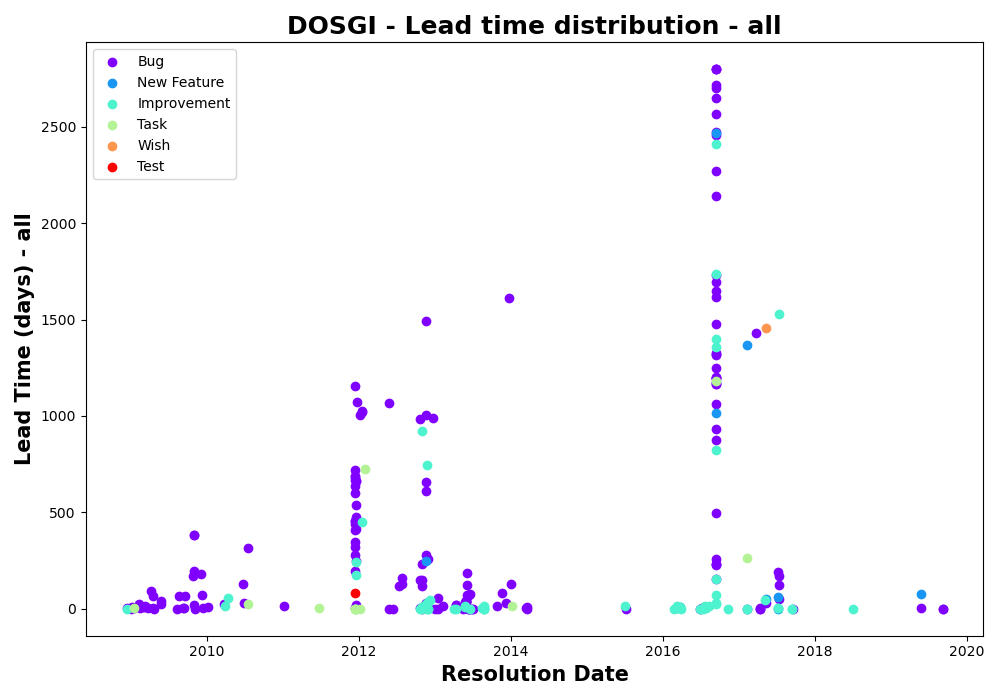 DOSGI - Lead time distribution - all
Bug
New Feature
Improvement
Task
Wish
Test
Lead Time (days) - all
2500
2000
1500
1000
500
0
2010
2012
2014
2016
2018
2020
Resolution Date